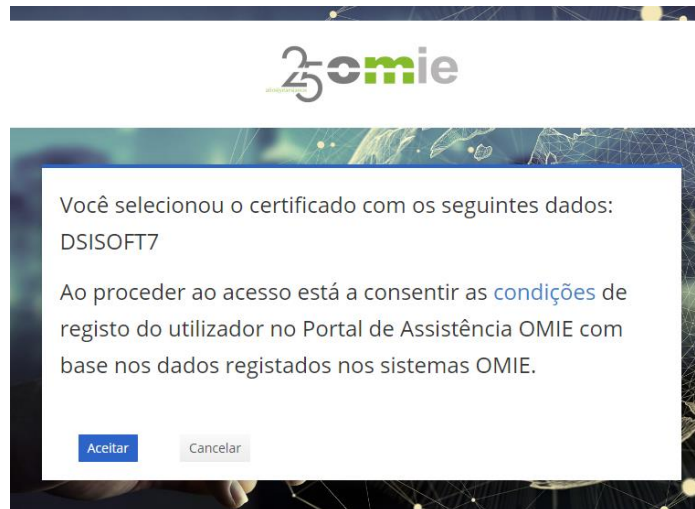 25 omie
Você selecionou o certificado com os seguintes dados:
DSISOFT7
Ao proceder ao acesso está a consentir as condições de
registo do utilizador no Portal de Assistência OMIE com
base nos dados registados nos sistemas OMIE.
Aceitar
Cancelar